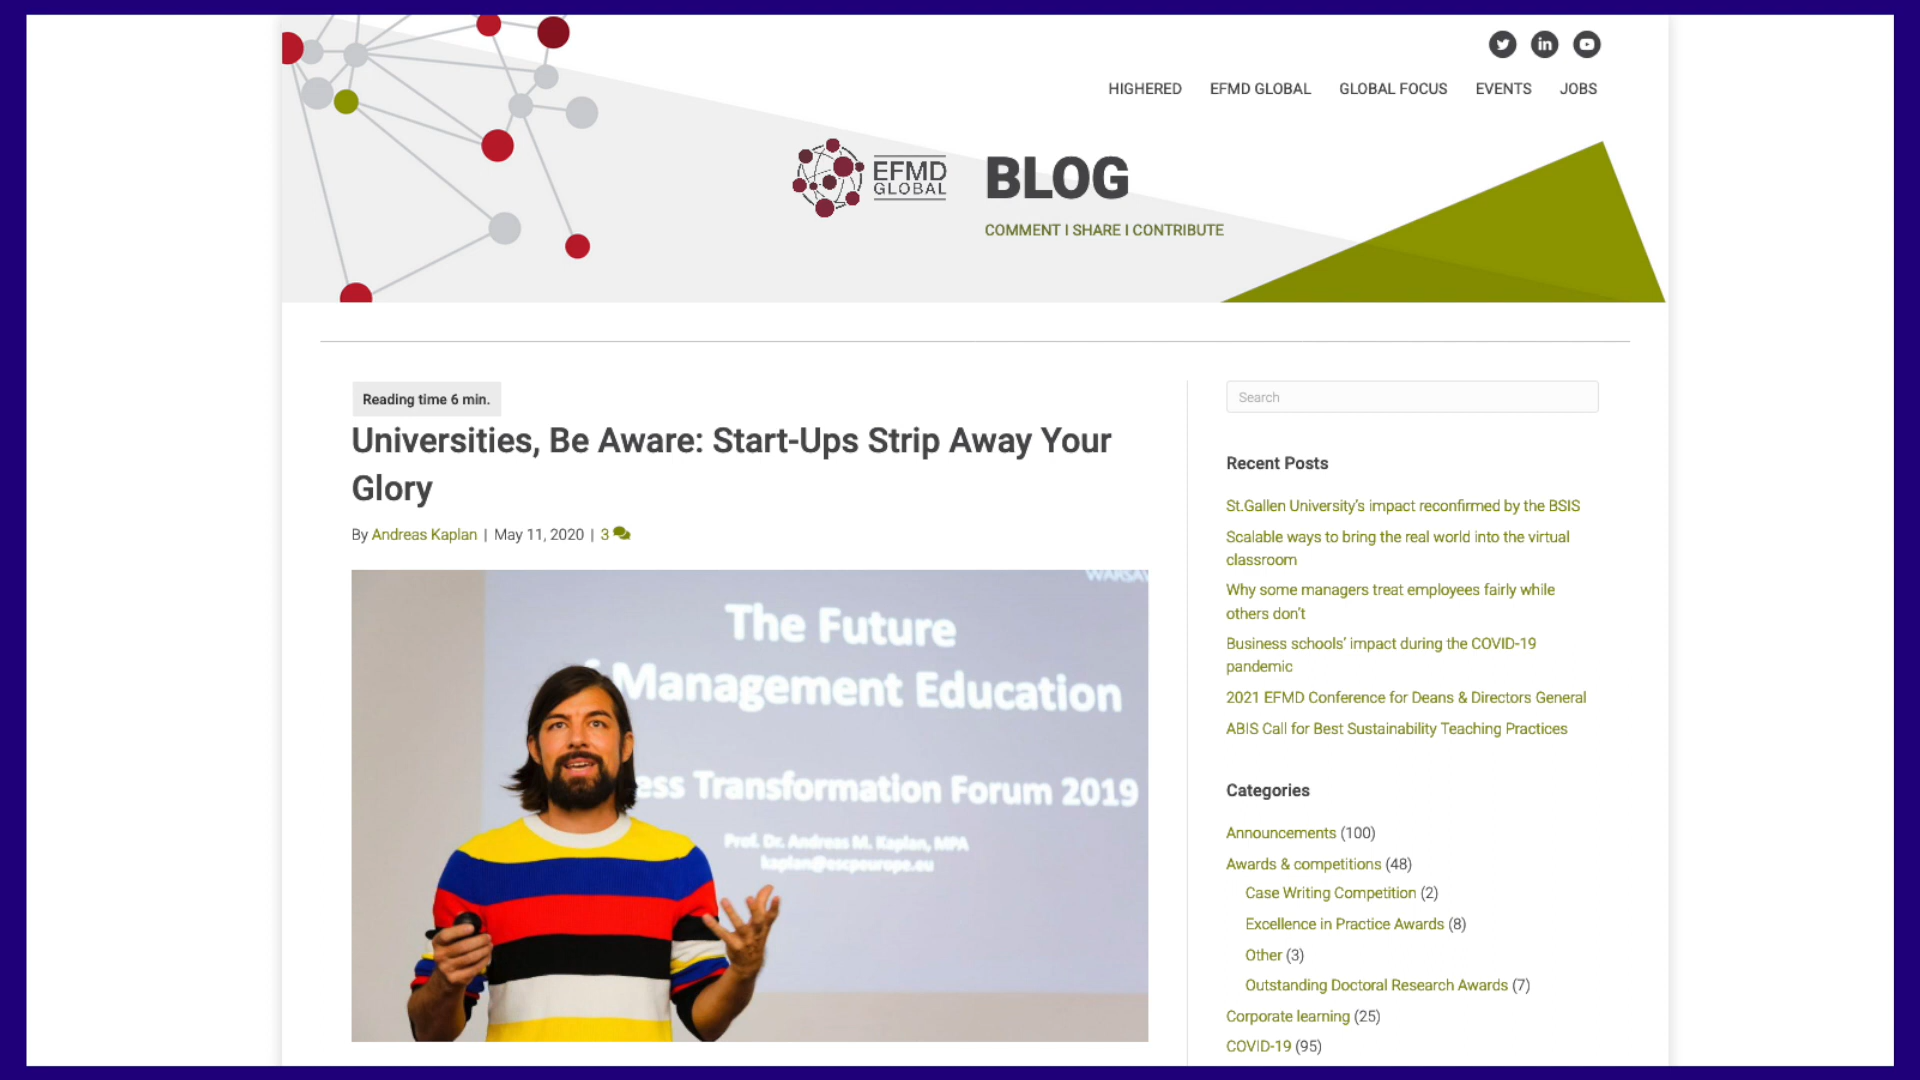 HIGHERED EFMD GLOBAL GLOBAL FOCUS EVENTS JOBS
EFMD
GLOBAL
BLOG
COMMENT I SHARE I CONTRIBUTE
Reading time 6 min.
Universities, Be Aware: Start-Ups Strip Away Your
Glory
By Andreas Kaplan | May 11, 2020 | 3
WARSAW
The Future
f Management Education
ess Transformation Forum 2019
Prof. Dr. Andreas M. Kaplan, MPA
kaplan@escpeurope.eu
Search
Recent Posts
St.Gallen University's impact reconfirmed by the BSIS
Scalable ways to bring the real world into the virtual
classroom
Why some managers treat employees fairly while
others don't
Business schools' impact during the COVID-19
pandemic
2021 EFMD Conference for Deans & Directors General
ABIS Call for Best Sustainability Teaching Practices
Categories
Announcements (100)
Awards & competitions (48)
Case Writing Competition (2)
Excellence in Practice Awards (8)
Other (3)
Outstanding Doctoral Research Awards (7)
Corporate learning (25)
COVID-19 (95)